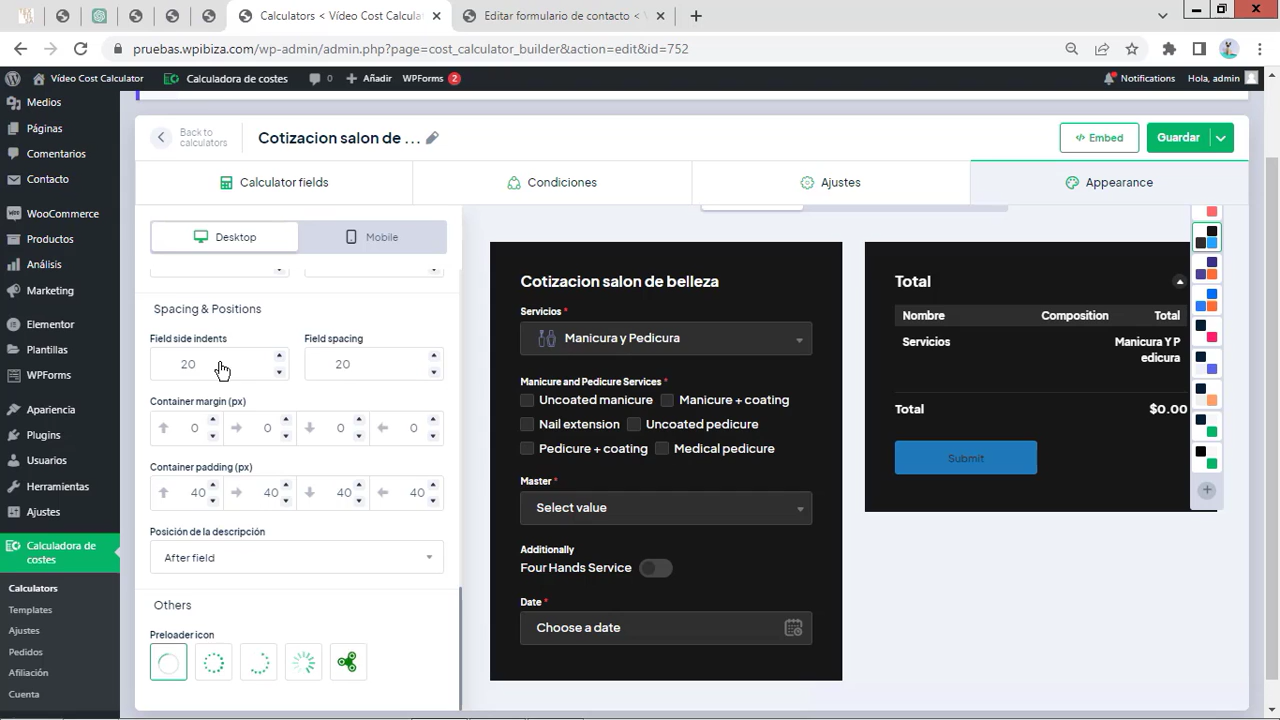 Calculators < Vídeo Cost Calcula
Editar formulario de contacto < V
pruebas.wpibiza.com/wp-admin/admin.php?page=cost_calculator_builder&action=edit&id=752
Vídeo Cost Calculator
Calculadora de costes
0
Añadir
WPForms 2
Notifications
Hola, admin
Medios
Páginas
Comentarios
Contacto
WooCommerce
Productos
Análisis
Marketing
Elementor
Plantillas
WPForms
Apariencia
Plugins
Usuarios
Herramientas
Ajustes
Calculadora de
costes
Calculators
Templates
Ajustes
Pedidos
Afiliación
Cuenta
Back to
calculators
Cotizacion salon de ...
</> Embed
Guardar
Calculator fields
Condiciones
Ajustes
Appearance
Desktop
Mobile
Spacing & Positions
Field side indents
Field spacing
20
20
Container margin (px)
0
0
0
0
Container padding (px)
40
40
40
40
Posición de la descripción
After field
Others
Preloader icon
Cotizacion salon de belleza
Servicios *
Manicura y Pedicura
Manicure and Pedicure Services *
Uncoated manicure
Manicure + coating
Nail extension
Uncoated pedicure
Pedicure + coating
Medical pedicure
Master *
Select value
Additionally
Four Hands Service
Date *
Choose a date
Total
Nombre
Composition
Total
Servicios
Manicura Y P
edicura
Total
$0.00
Submit